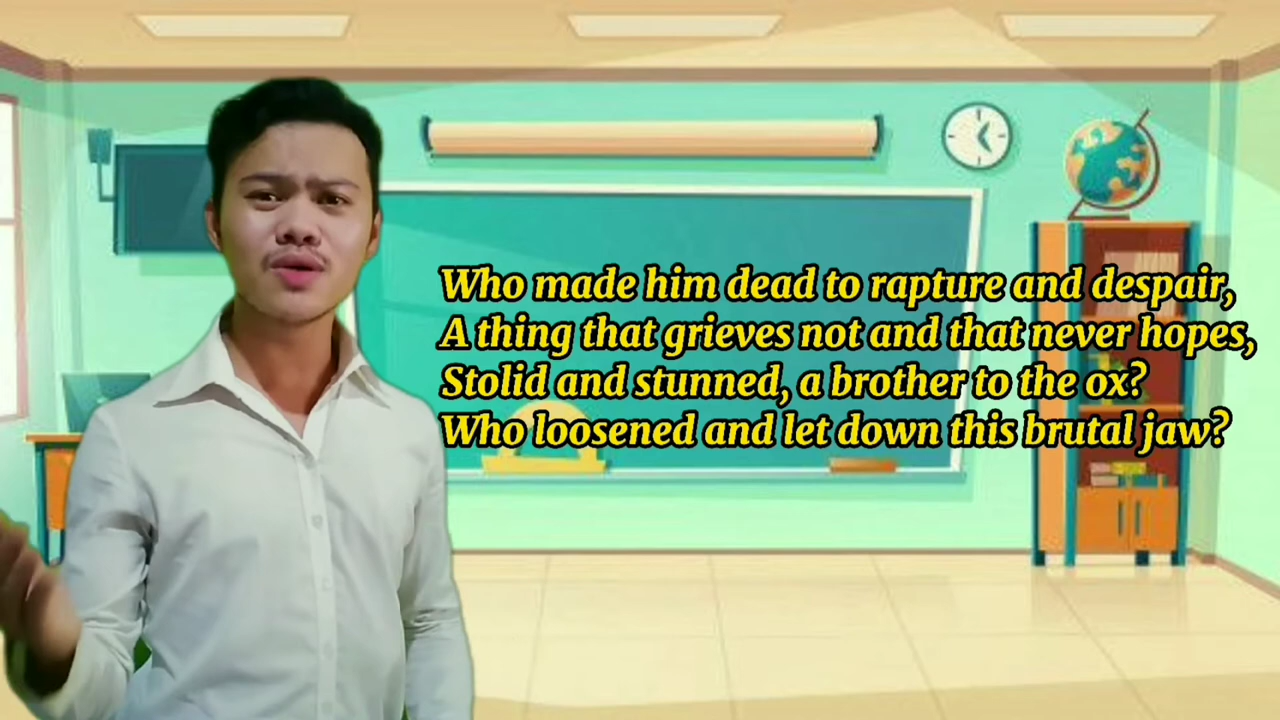 Who made him dead to rapture and despair,
A thing that grieves not and that never hopes,
Stolid and stunned, a brother to the ox?
Who loosened and let down this brutal jaw?